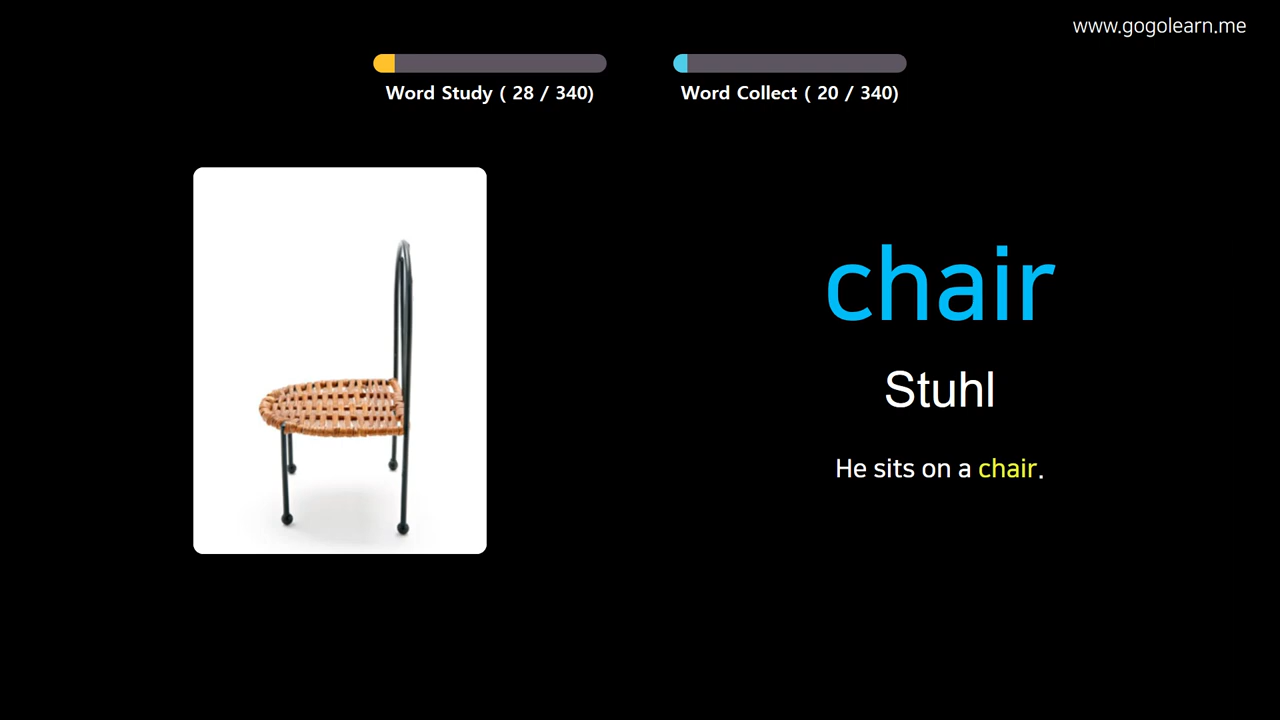 www.gogolearn.me
Word Study ( 28 / 340)
Word Collect ( 20 / 340)
chair
Stuhl
He sits on a chair.